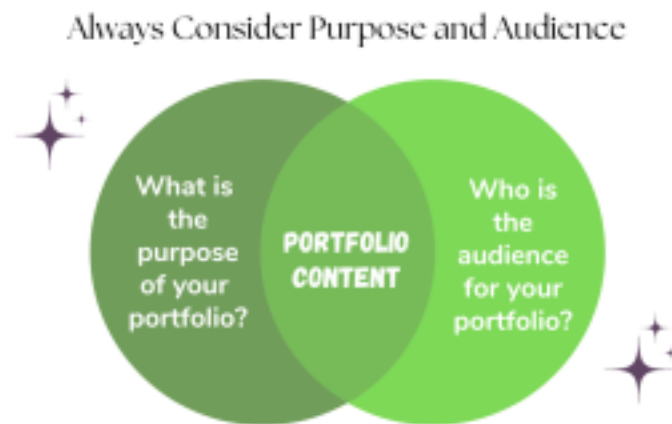 Always Consider Purpose and Audience
What is
the
purpose
of your
portfolio?
PORTFOLIO
CONTENT
Who is
the
audience
for your
portfolio?